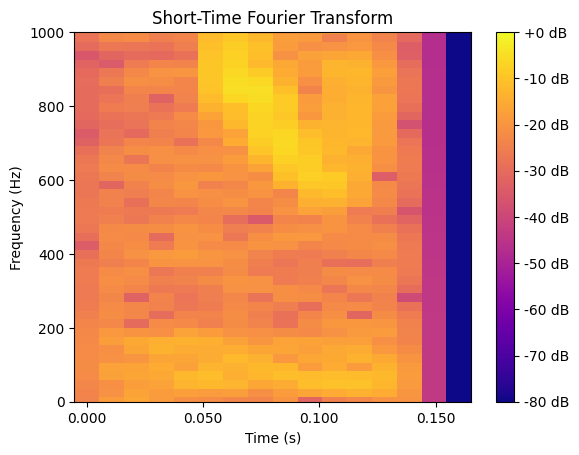 Short-Time Fourier Transform
Frequency (Hz)
1000
800
600
400
200
0
0.000
0.050
0.100
0.150
Time (s)
+0 dB
-10 dB
-20 dB
-30 dB
-40 dB
-50 dB
-60 dB
-70 dB
-80 dB